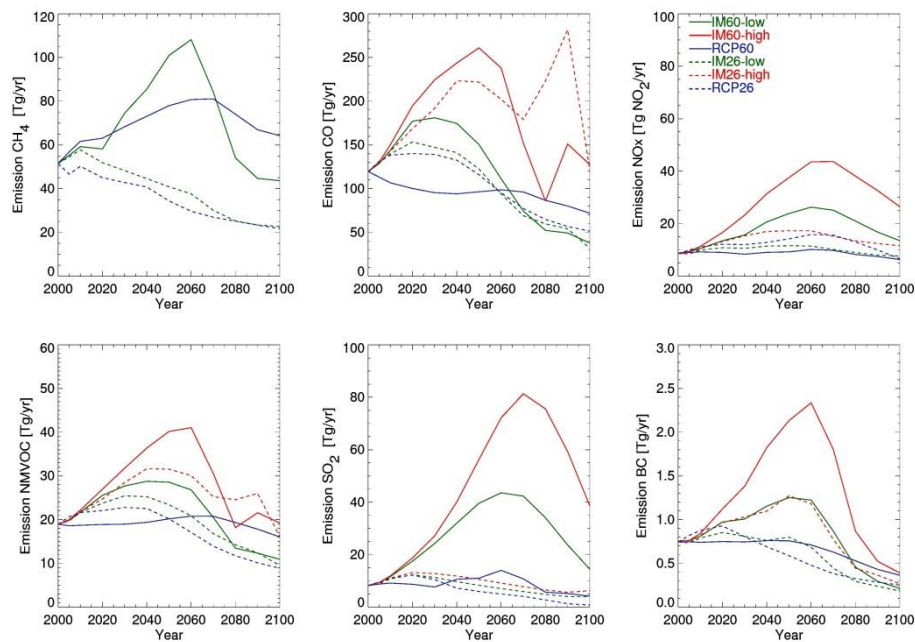 120
100
80
60
40
20
0
Emission CH4 [Tg/yr]
2000 2020 2040 2060 2080 2100
Year
300
250
200
150
100
50
0
Emission CO [Tg/yr]
2000 2020 2040 2060 2080 2100
Year
100
80
60
40
20
0
Emission NOx [Tg NO2/yr]
IM60-low
IM60-high
RCP60
IM26-low
IM26-high
RCP26
2000 2020 2040 2060 2080 2100
Year
60
50
40
30
20
10
0
Emission NMVOC [Tg/yr]
2000 2020 2040 2060 2080 2100
Year
100
80
60
40
20
0
Emission SO2 [Tg/yr]
2000 2020 2040 2060 2080 2100
Year
3.0
2.5
2.0
1.5
1.0
0.5
0.0
Emission BC [Tg/yr]
2000 2020 2040 2060 2080 2100
Year